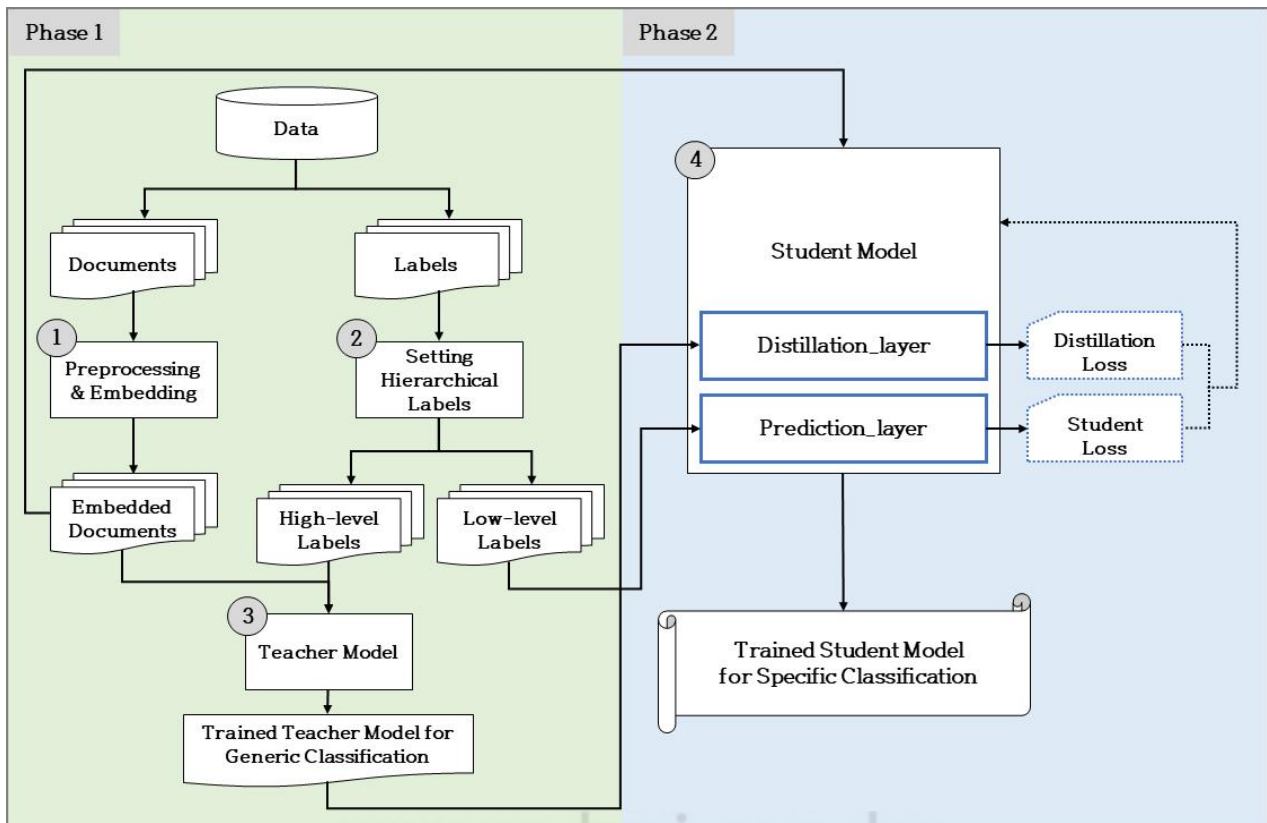 Phase 1
Phase 2
Data
4
Documents
Labels
Student Model
1
Preprocessing
& Embedding
2
Setting
Hierarchical
Labels
Distillation_layer
Distillation
Loss
Prediction_layer
Student
Loss
Embedded
Documents
High-level
Labels
Low-level
Labels
3
Teacher Model
Trained Teacher Model for
Generic Classification
Trained Student Model
for Specific Classification